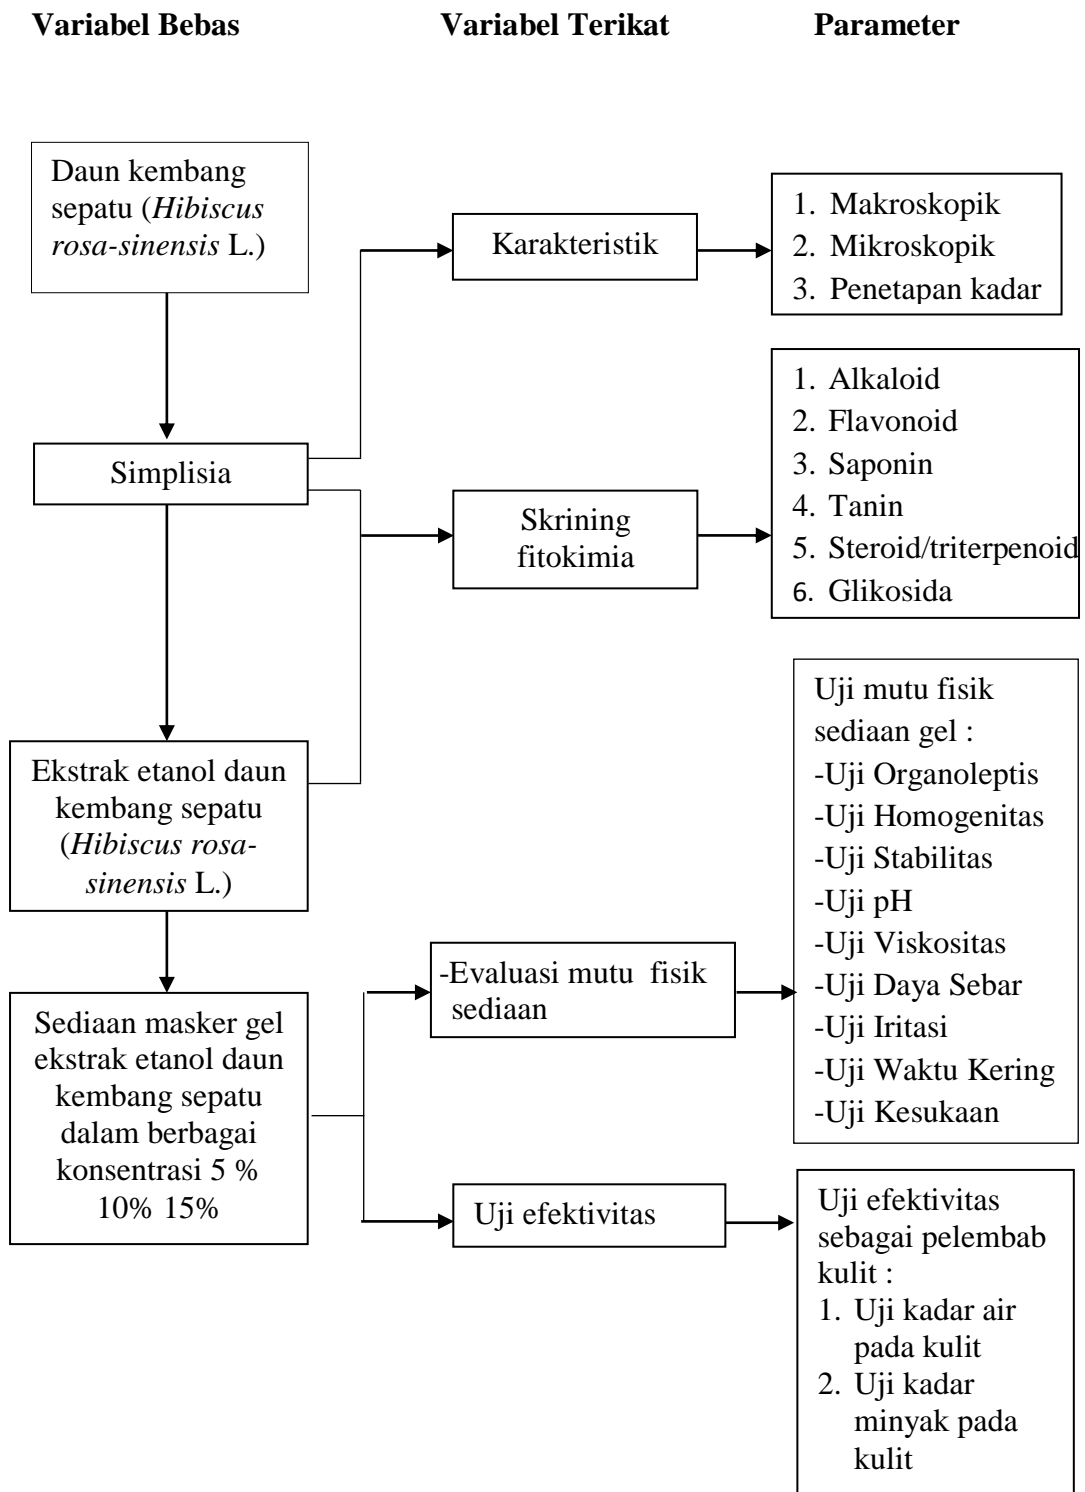 Variabel Bebas
Variabel Terikat
Parameter
Daun kembang
sepatu (Hibiscus
rosa-sinensis L.)
Karakteristik
1. Makroskopik
2. Mikroskopik
3. Penetapan kadar
Simplisia
Skrining
fitokimia
1. Alkaloid
2. Flavonoid
3. Saponin
4. Tanin
5. Steroid/triterpenoid
6. Glikosida
Ekstrak etanol daun
kembang sepatu
(Hibiscus rosa-
sinensis L.)
Sediaan masker gel
ekstrak etanol daun
kembang sepatu
dalam berbagai
konsentrasi 5 %
10% 15%
-Evaluasi mutu fisik
sediaan
Uji mutu fisik
sediaan gel :
-Uji Organoleptis
-Uji Homogenitas
-Uji Stabilitas
-Uji pH
-Uji Viskositas
-Uji Daya Sebar
-Uji Iritasi
-Uji Waktu Kering
-Uji Kesukaan
Uji efektivitas
Uji efektivitas
sebagai pelembab
kulit :
1. Uji kadar air
pada kulit
2. Uji kadar
minyak pada
kulit